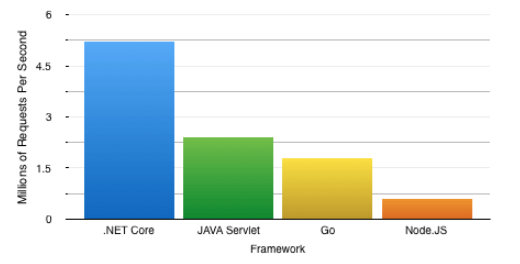 Millions of Requests Per Second
6
4.5
3
1.5
0
.NET Core JAVA Servlet Go Node.JS
Framework